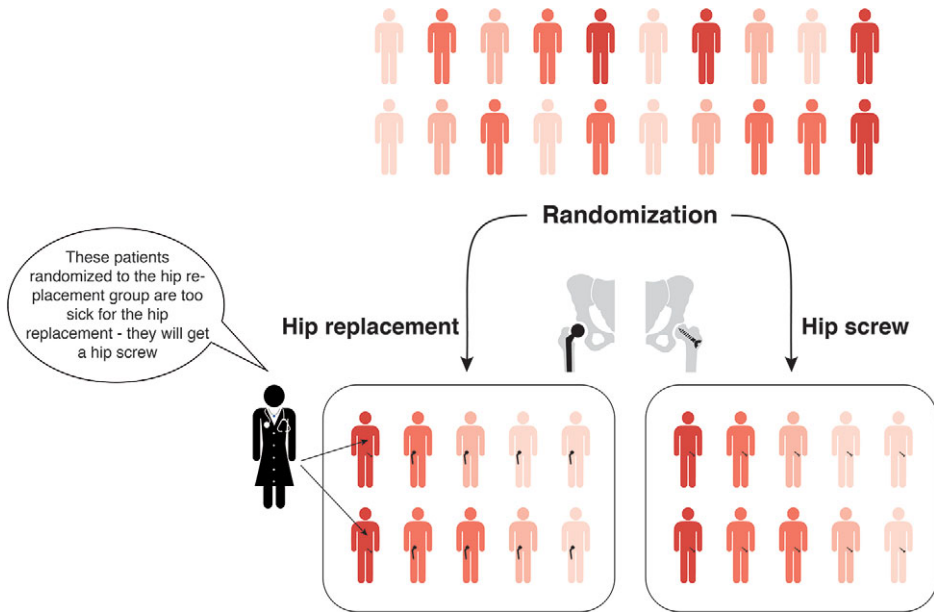 Randomization
These patients
randomized to the hip re-
placement group are too
sick for the hip
replacement - they will get
a hip screw
Hip replacement
Hip screw